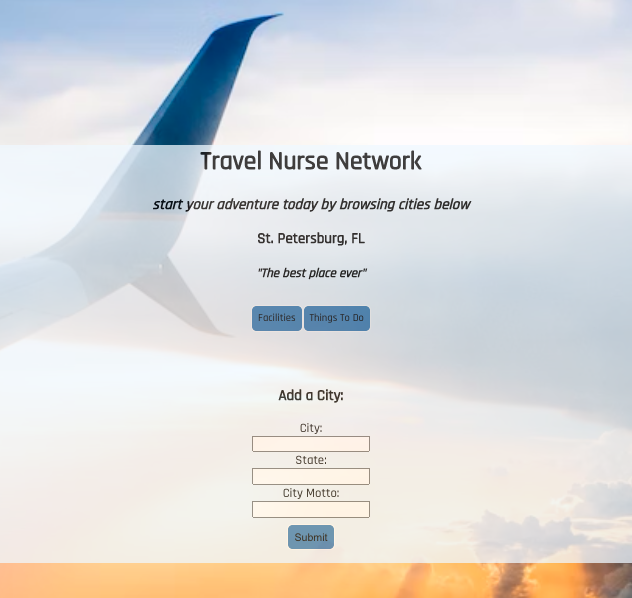 Travel Nurse Network
start your adventure today by browsing cities below
St. Petersburg, FL
"The best place ever"
Facilities Things To Do
Add a City:
City:
State:
City Motto:
Submit